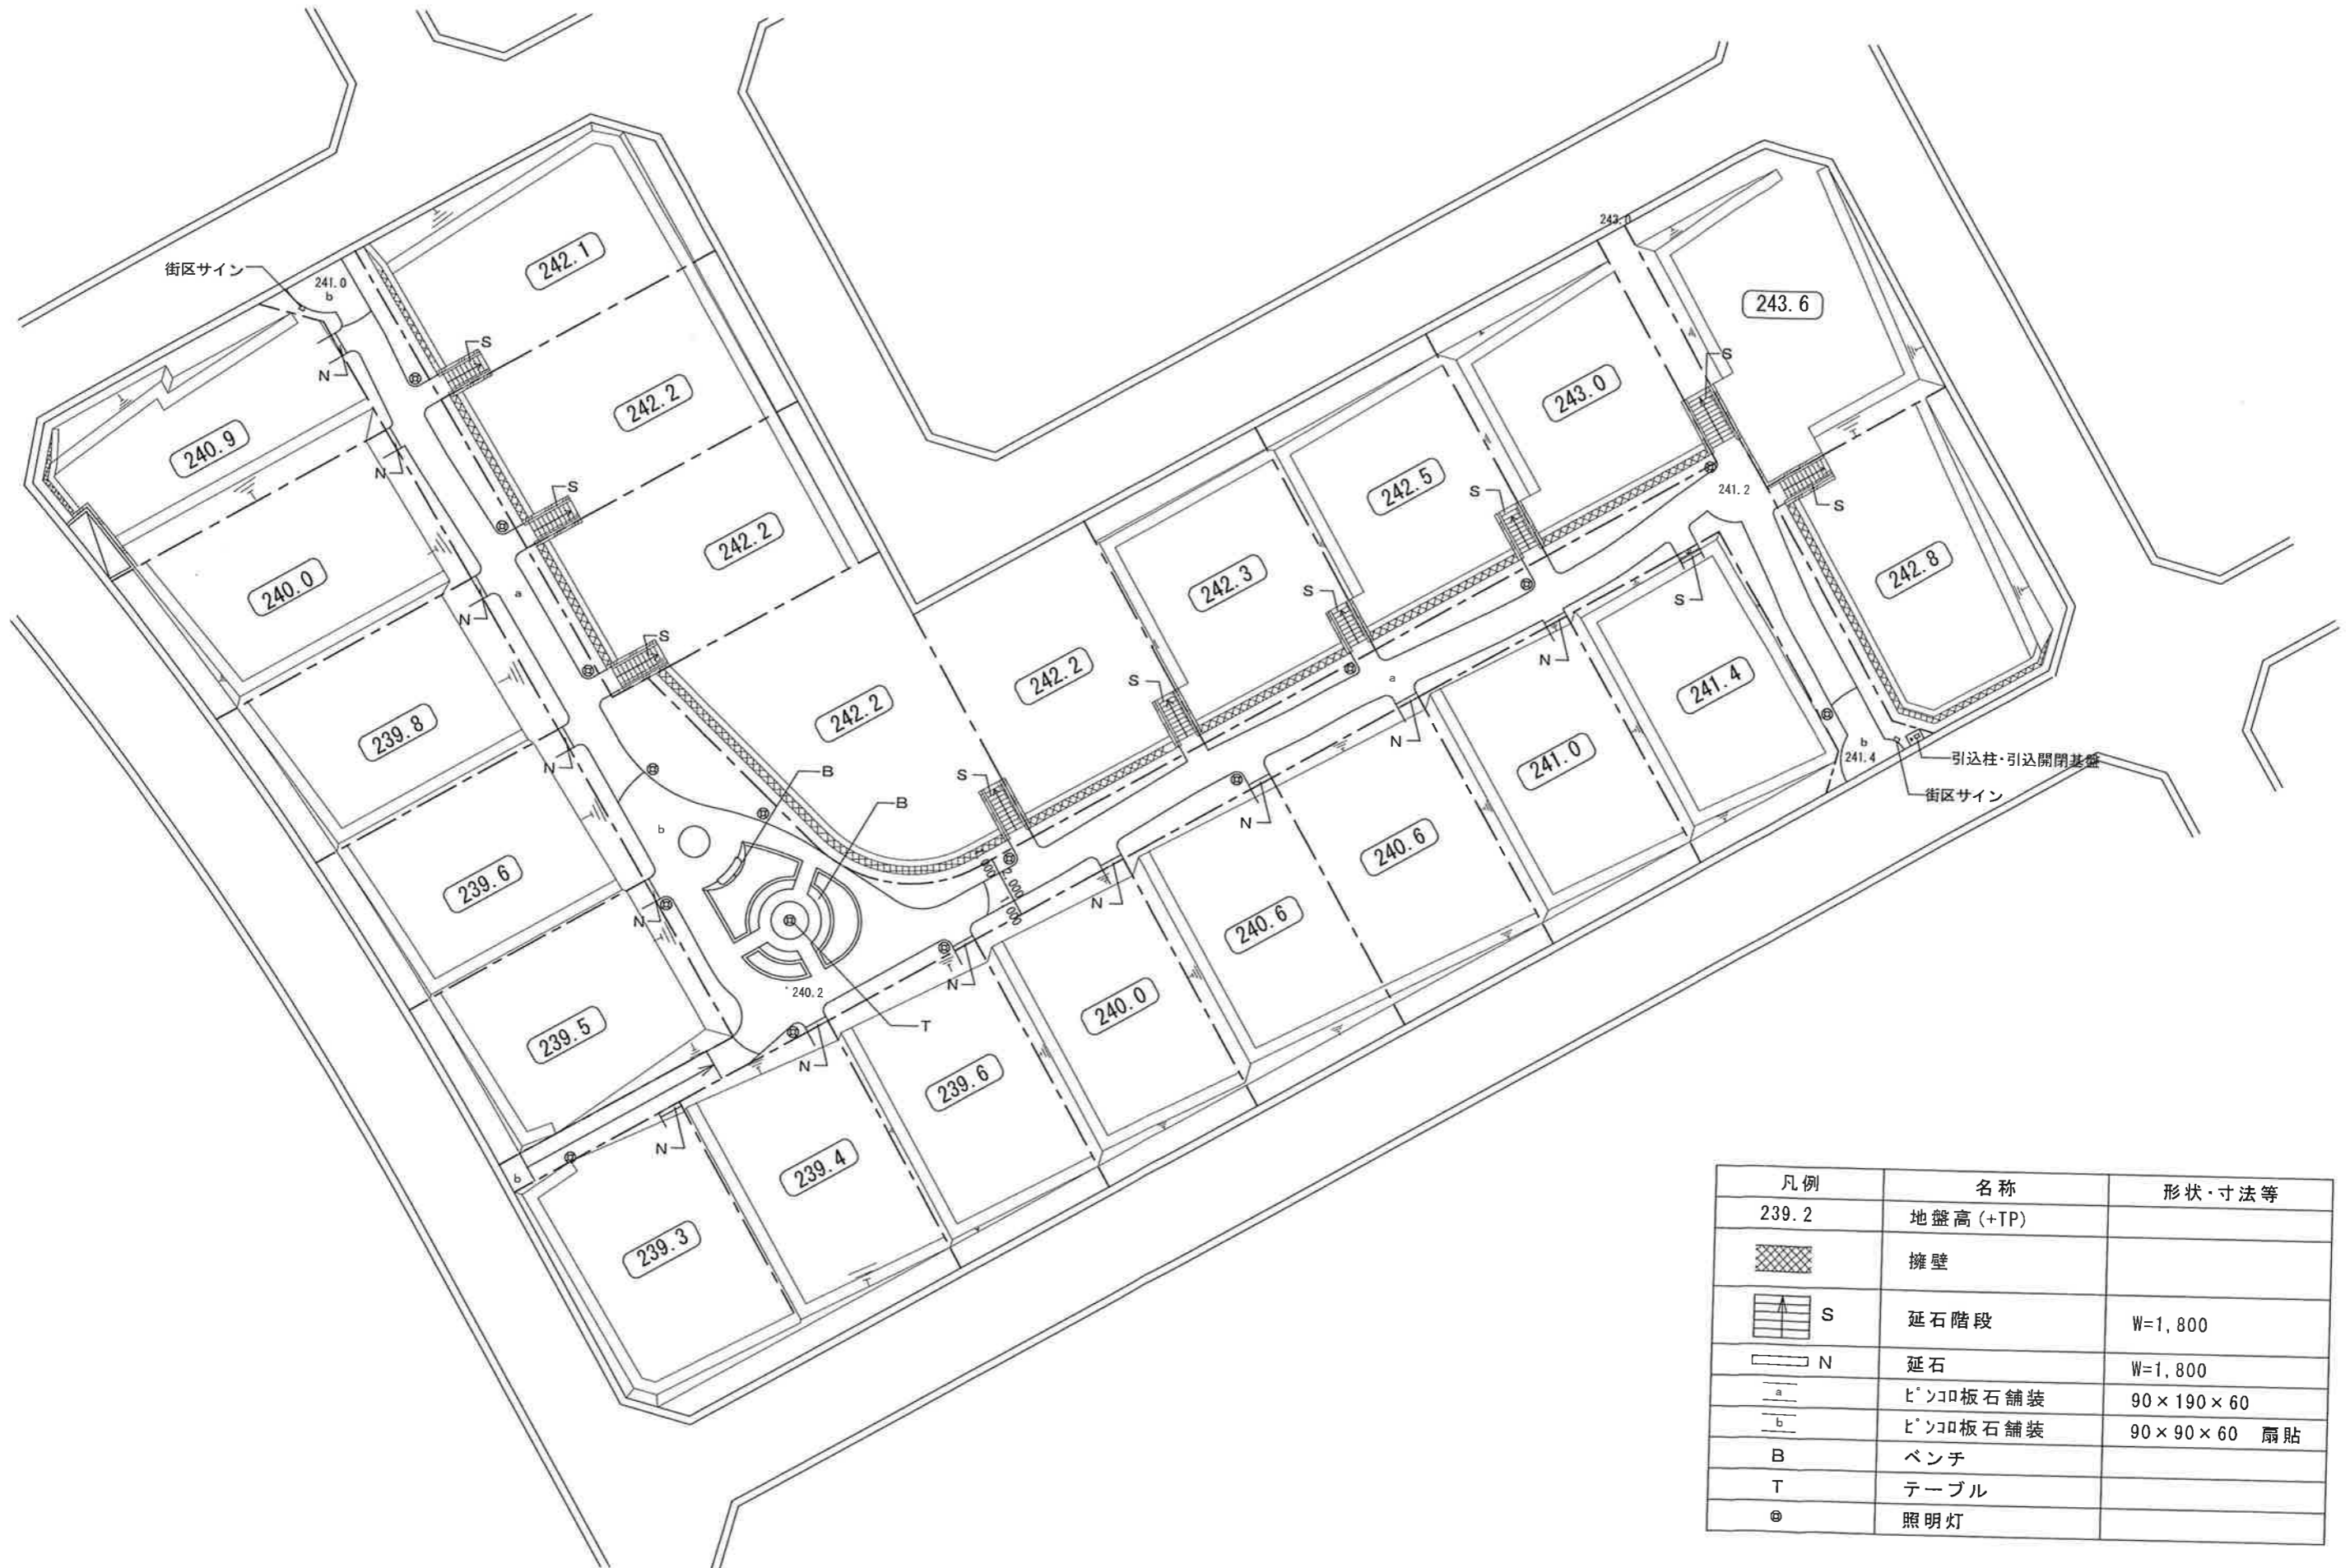 街区サイン
241.0
b
242.1
S
N
242.2
240.9
N
S
242.2
240.0
a
N
S
239.8
242.2
N
B
B
b
239.6
N
239.5
240.2
T
N
N
b
239.3
239.4
239.6
240.0
N
S
242.2
S
242.3
S
242.5
S
243.0
243.0
S
243.6
241.2
S
242.8
S
241.4
N
a
N
241.0
240.6
N
240.6
N
b
241.4
引込柱・引込開閉基盤
街区サイン
凡例 名称 形状・寸法等
239.2 地盤高(+TP)
擁壁
S 延石階段 W=1,800
N 延石 W=1,800
a ピンコロ板石舗装 90×190×60
b ピンコロ板石舗装 90×90×60 扇貼
B ベンチ
T テーブル
照明灯